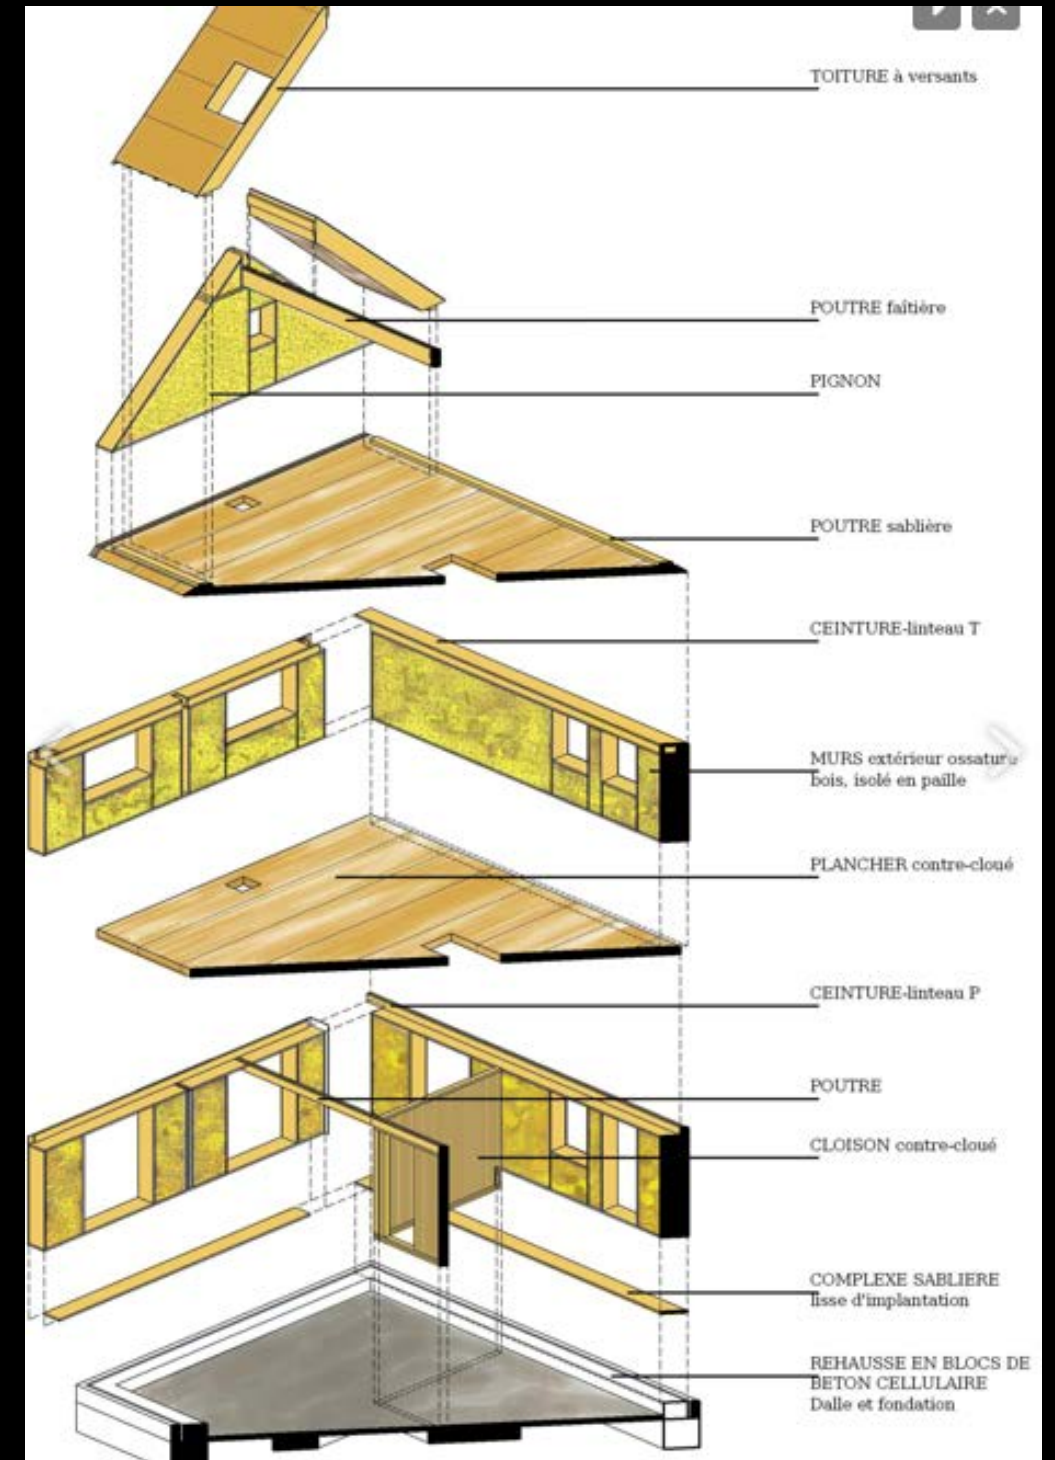 TOITURE à versants
POUTRE faîtière
PIGNON
POUTRE sablière
CEINTURE-linteau T
MURS extérieur ossature
bois, isolé en paille
PLANCHER contre-cloué
CEINTURE-linteau P
POUTRE
CLOISON contre-cloué
COMPLEXE SABLIERE
lisse d'implantation
REHAUSSE EN BLOCS DE
BETON CELLULAIRE
Dalle et fondation